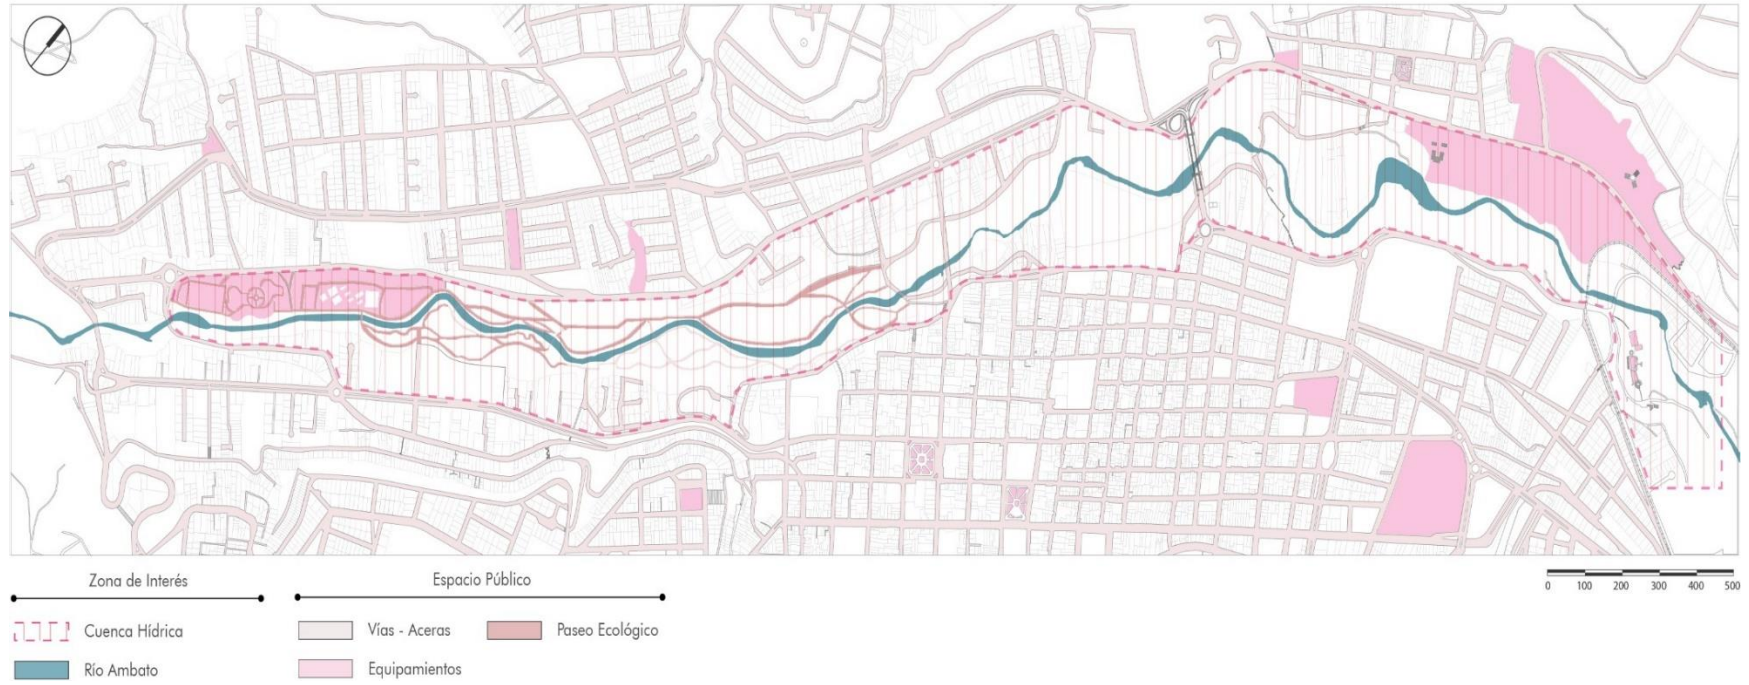 Zona de Interés
Espacio Público
0 100 200 300 400 500
Cuenca Hídrica
Vías - Aceras
Paseo Ecológico
Río Ambato
Equipamientos